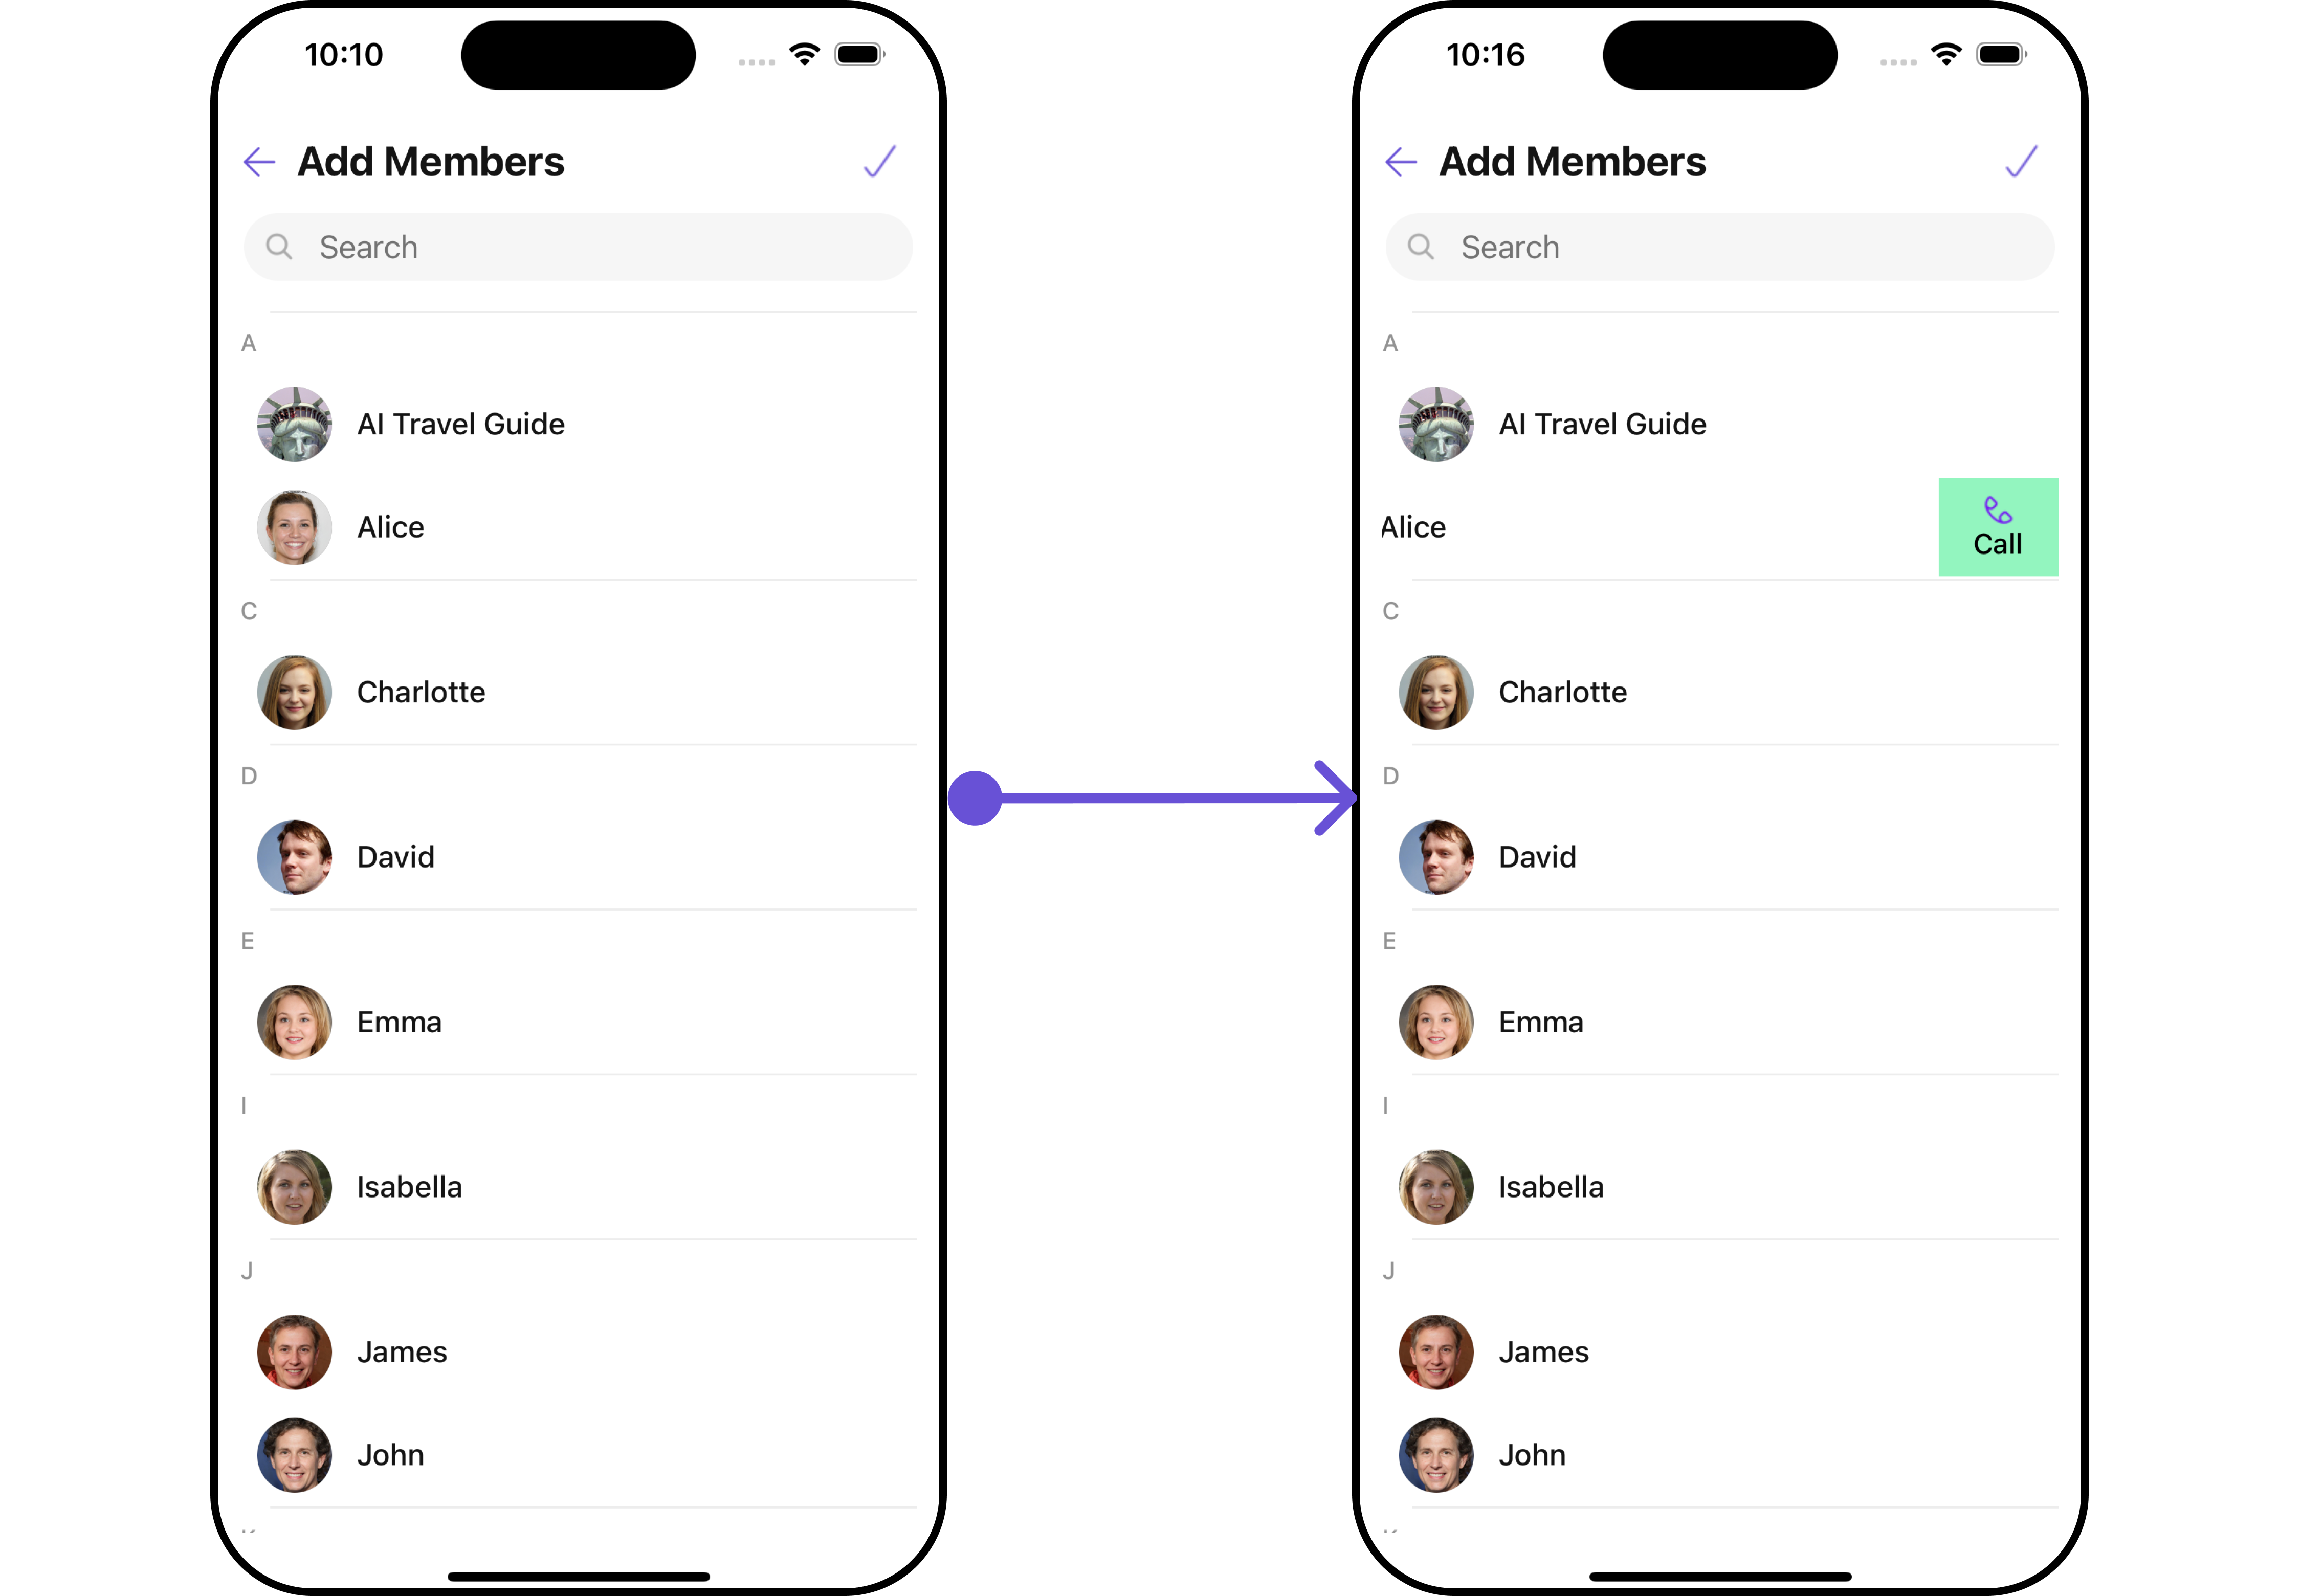 10:10
Add Members
Search
A
AI Travel Guide
Alice
C
Charlotte
D
David
E
Emma
I
Isabella
J
James
John
10:16
Add Members
Search
A
AI Travel Guide
Alice
Call
C
Charlotte
D
David
E
Emma
I
Isabella
J
James
John